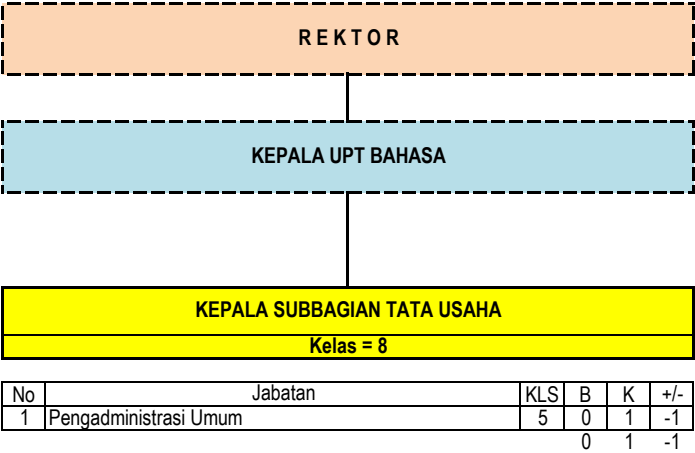 R E K T O R
KEPALA UPT BAHASA
KEPALA SUBBAGIAN TATA USAHA
Kelas = 8
No Jabatan KLS B K +/-
1 Pengadministrasi Umum 5 0 1 -1
0 1 -1